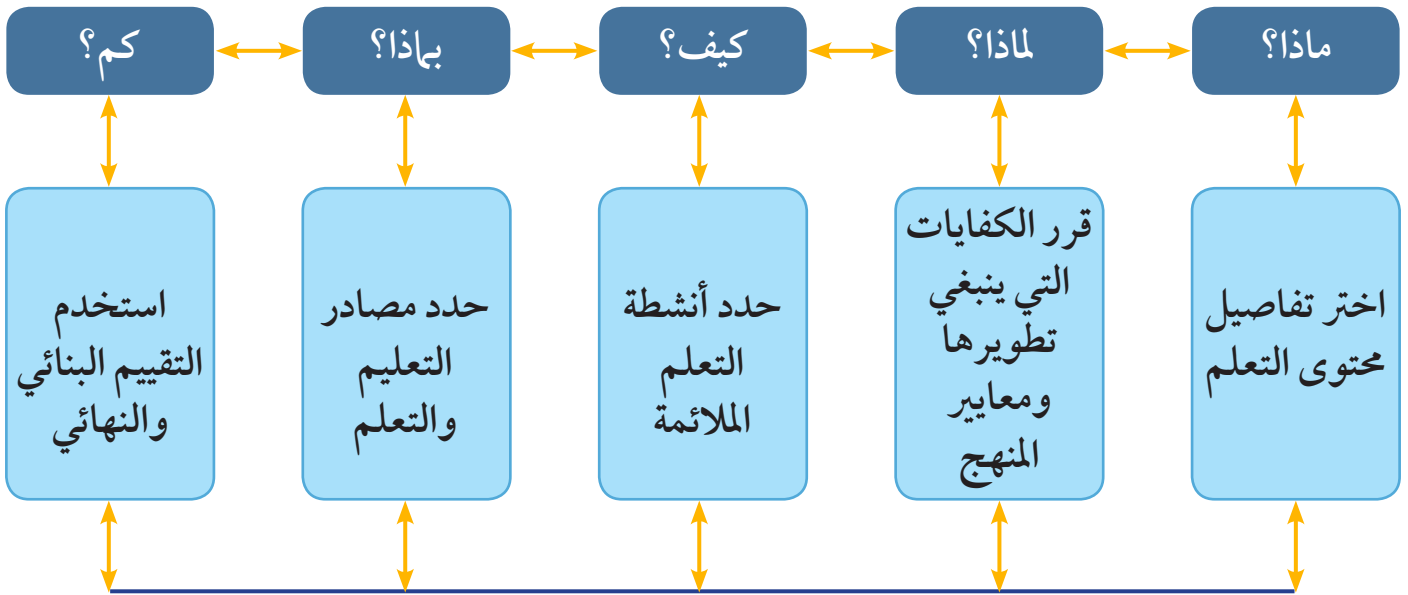 ماذا؟
لماذا؟
كيف؟
بماذا؟
كم؟
اختر تفاصيل
محتوى التعلم
قرر الكفايات
التي ينبغي
تطويرها
ومعايير
المنهج
حدد أنشطة
التعلم
الملائمة
حدد مصادر
التعليم
والتعلم
استخدم
التقييم البنائي
والنهائي